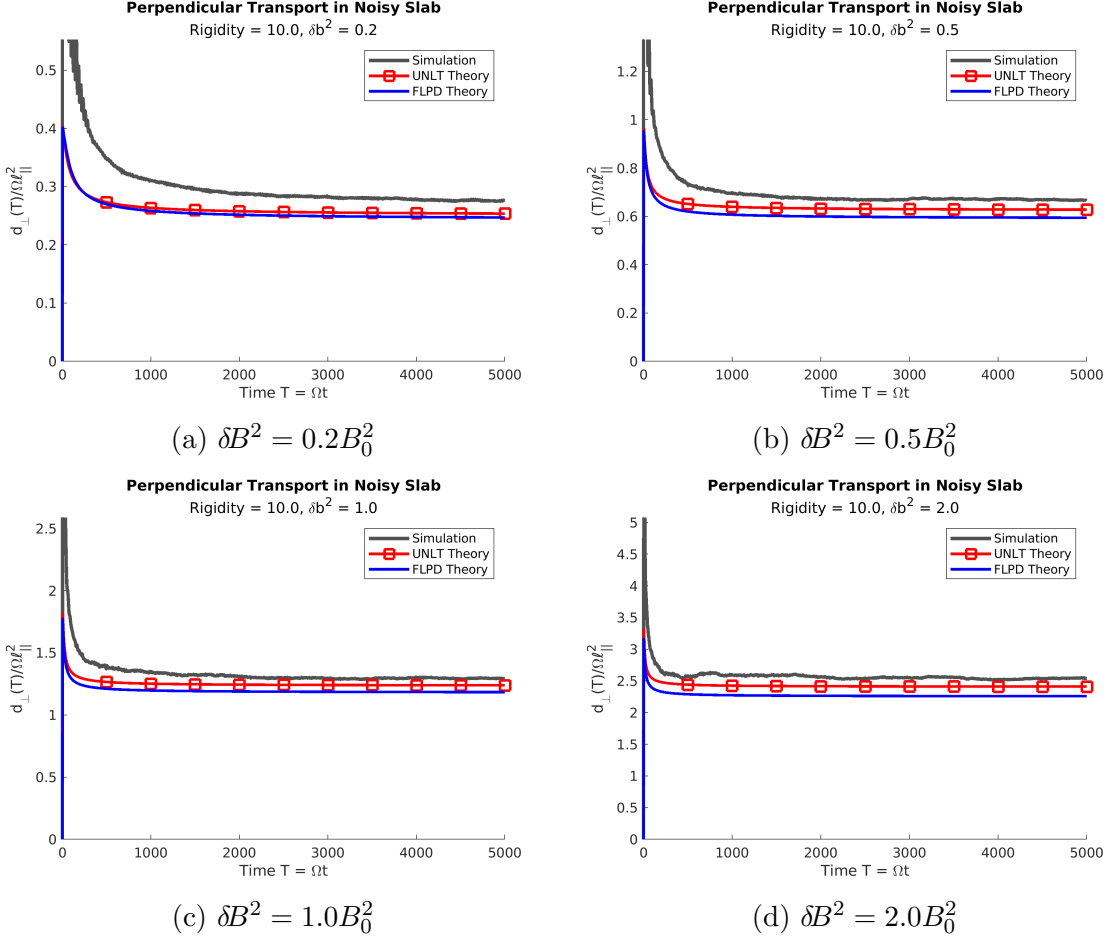 Perpendicular Transport in Noisy Slab
Rigidity = 10.0, δb² = 0.2
d⊥(T)/Ωℓ²||
0.5
0.4
0.3
0.2
0.1
0
Simulation
UNLT Theory
FLPD Theory
0 1000 2000 3000 4000 5000
Time T = Ωt
(a) δB² = 0.2B₀²
Perpendicular Transport in Noisy Slab
Rigidity = 10.0, δb² = 0.5
d⊥(T)/Ωℓ²||
1.2
1
0.8
0.6
0.4
0.2
0
Simulation
UNLT Theory
FLPD Theory
0 1000 2000 3000 4000 5000
Time T = Ωt
(b) δB² = 0.5B₀²
Perpendicular Transport in Noisy Slab
Rigidity = 10.0, δb² = 1.0
d⊥(T)/Ωℓ²||
2.5
2
1.5
1
0.5
0
Simulation
UNLT Theory
FLPD Theory
0 1000 2000 3000 4000 5000
Time T = Ωt
(c) δB² = 1.0B₀²
Perpendicular Transport in Noisy Slab
Rigidity = 10.0, δb² = 2.0
d⊥(T)/Ωℓ²||
5
4.5
4
3.5
3
2.5
2
1.5
1
0.5
0
Simulation
UNLT Theory
FLPD Theory
0 1000 2000 3000 4000 5000
Time T = Ωt
(d) δB² = 2.0B₀²